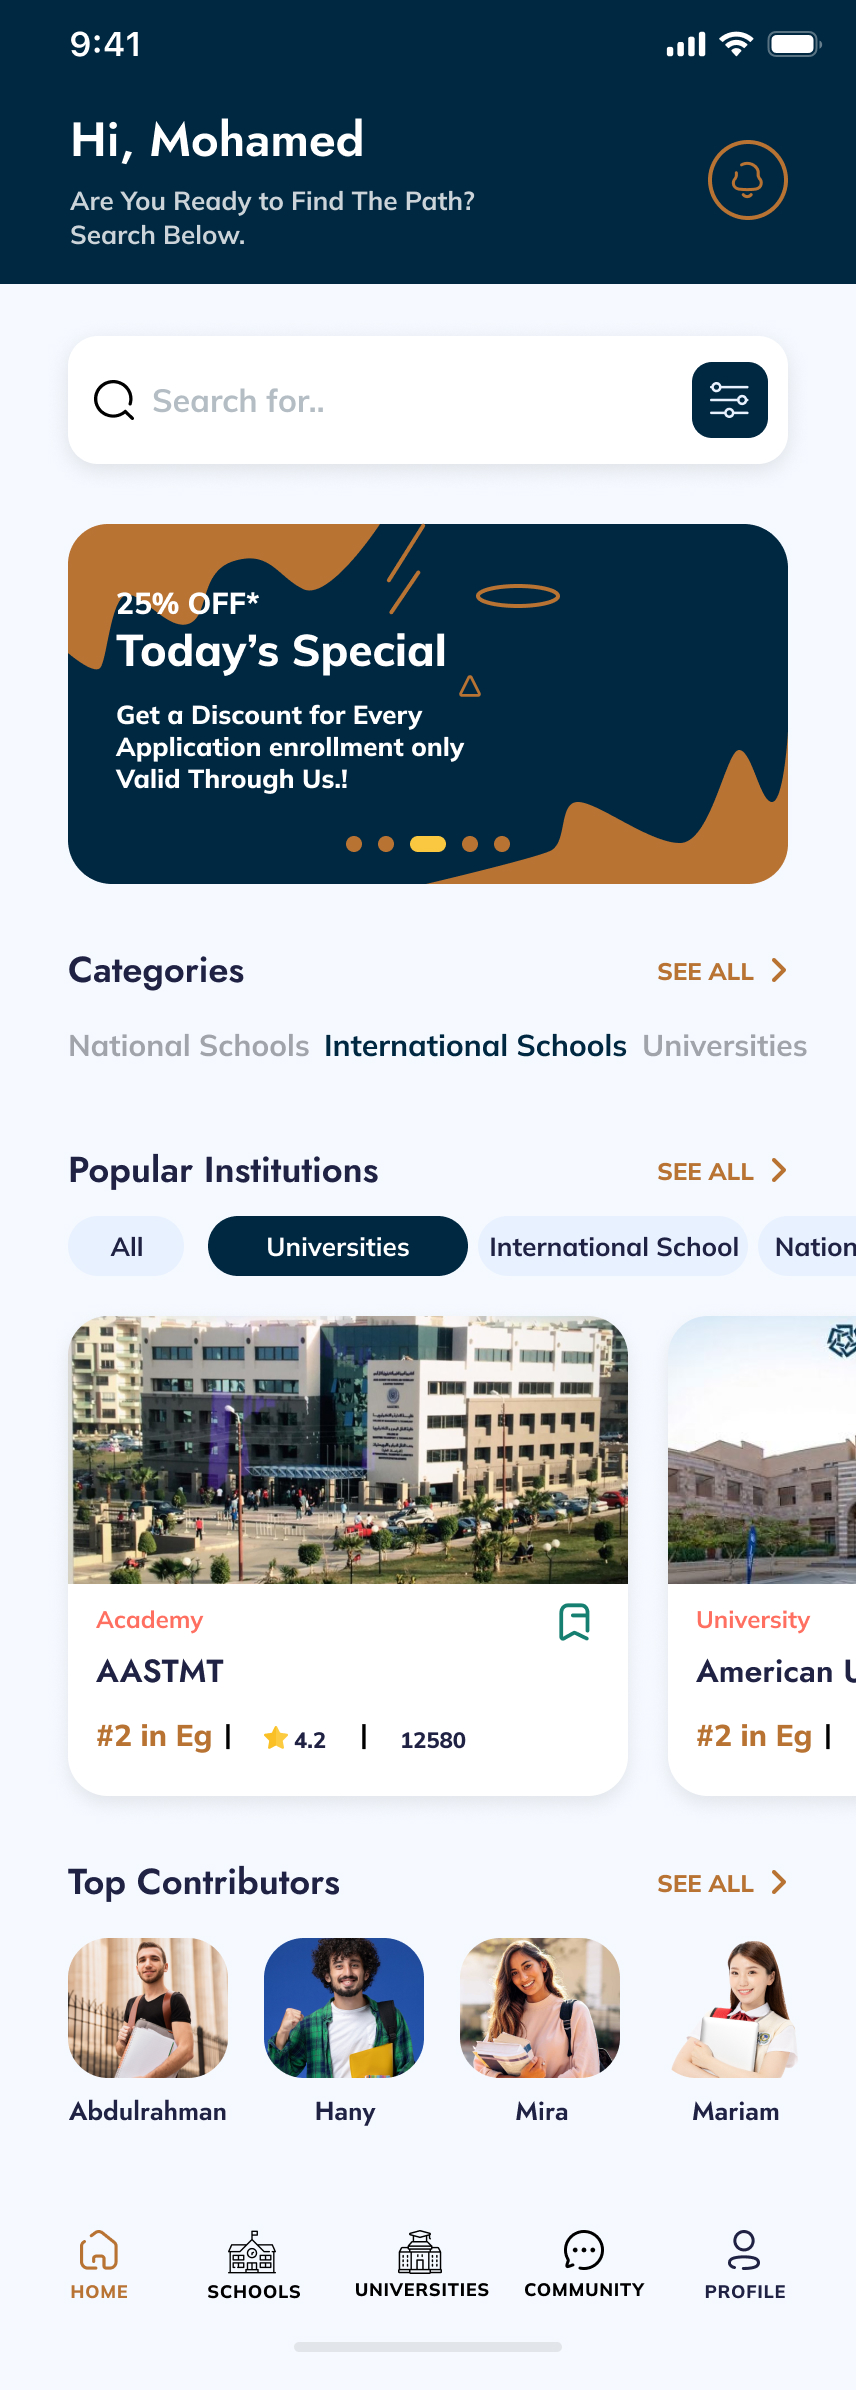 9:41
Hi, Mohamed
Are You Ready to Find The Path?
Search Below.
Search for..
25% OFF*
Today’s Special
Get a Discount for Every
Application enrollment only
Valid Through Us.!
Categories
SEE ALL
National Schools International Schools Universities
Popular Institutions
SEE ALL
All Universities International School Nation
Academy
University
AASTMT
American U
#2 in Eg | 4.2 | 12580
#2 in Eg |
Top Contributors
SEE ALL
Abdulrahman Hany Mira Mariam
HOME SCHOOLS UNIVERSITIES COMMUNITY PROFILE